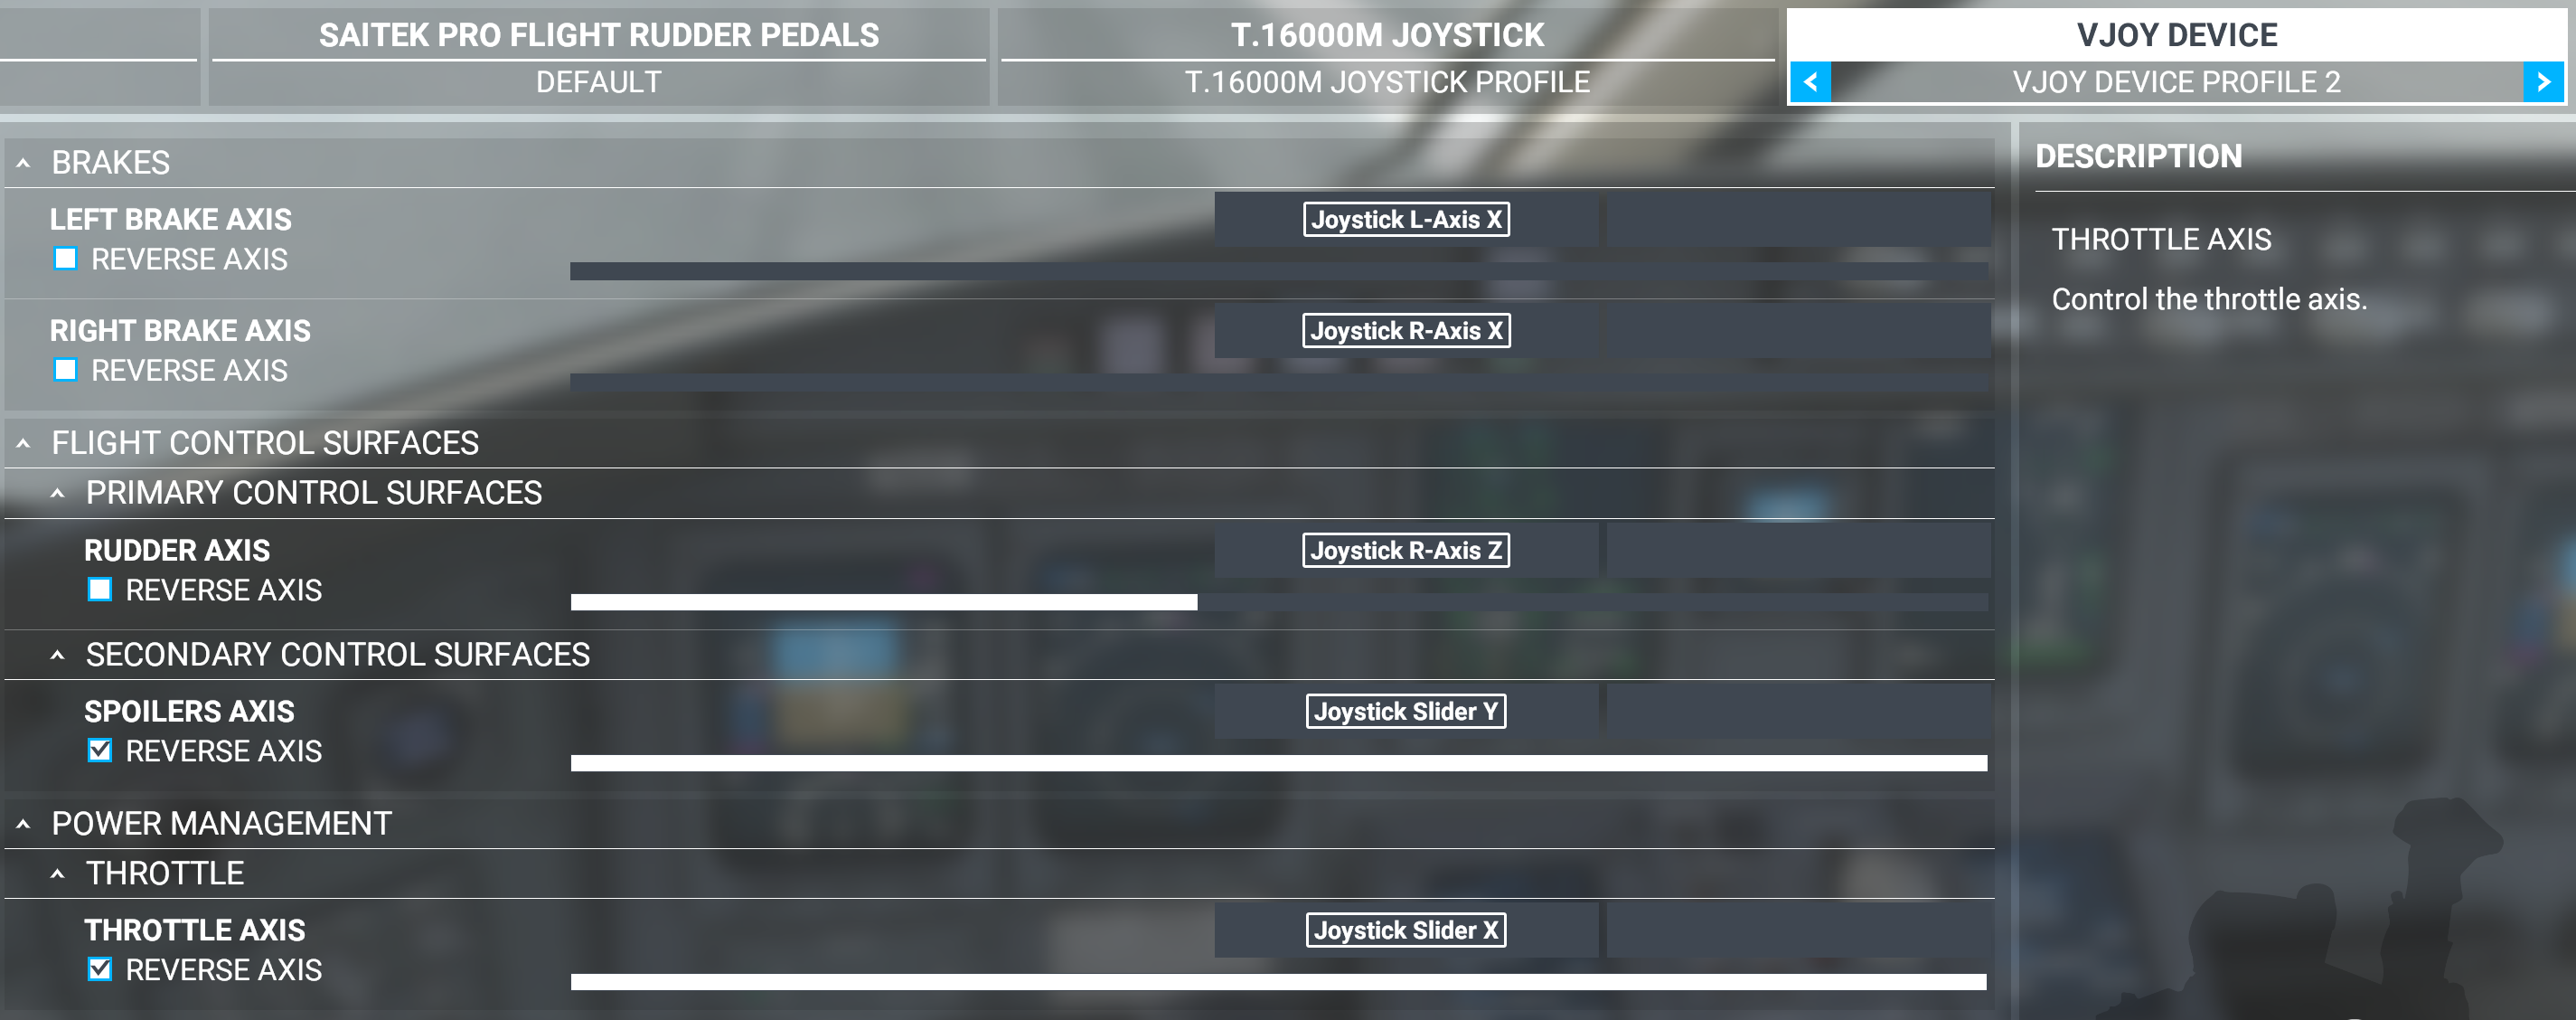 SAITEK PRO FLIGHT RUDDER PEDALS
DEFAULT
T.16000M JOYSTICK
T.16000M JOYSTICK PROFILE
VJOY DEVICE
VJOY DEVICE PROFILE 2
BRAKES
LEFT BRAKE AXIS
Joystick L-Axis X
REVERSE AXIS
RIGHT BRAKE AXIS
Joystick R-Axis X
REVERSE AXIS
FLIGHT CONTROL SURFACES
PRIMARY CONTROL SURFACES
RUDDER AXIS
Joystick R-Axis Z
REVERSE AXIS
SECONDARY CONTROL SURFACES
SPOILERS AXIS
Joystick Slider Y
REVERSE AXIS
POWER MANAGEMENT
THROTTLE
THROTTLE AXIS
Joystick Slider X
REVERSE AXIS
DESCRIPTION
THROTTLE AXIS
Control the throttle axis.